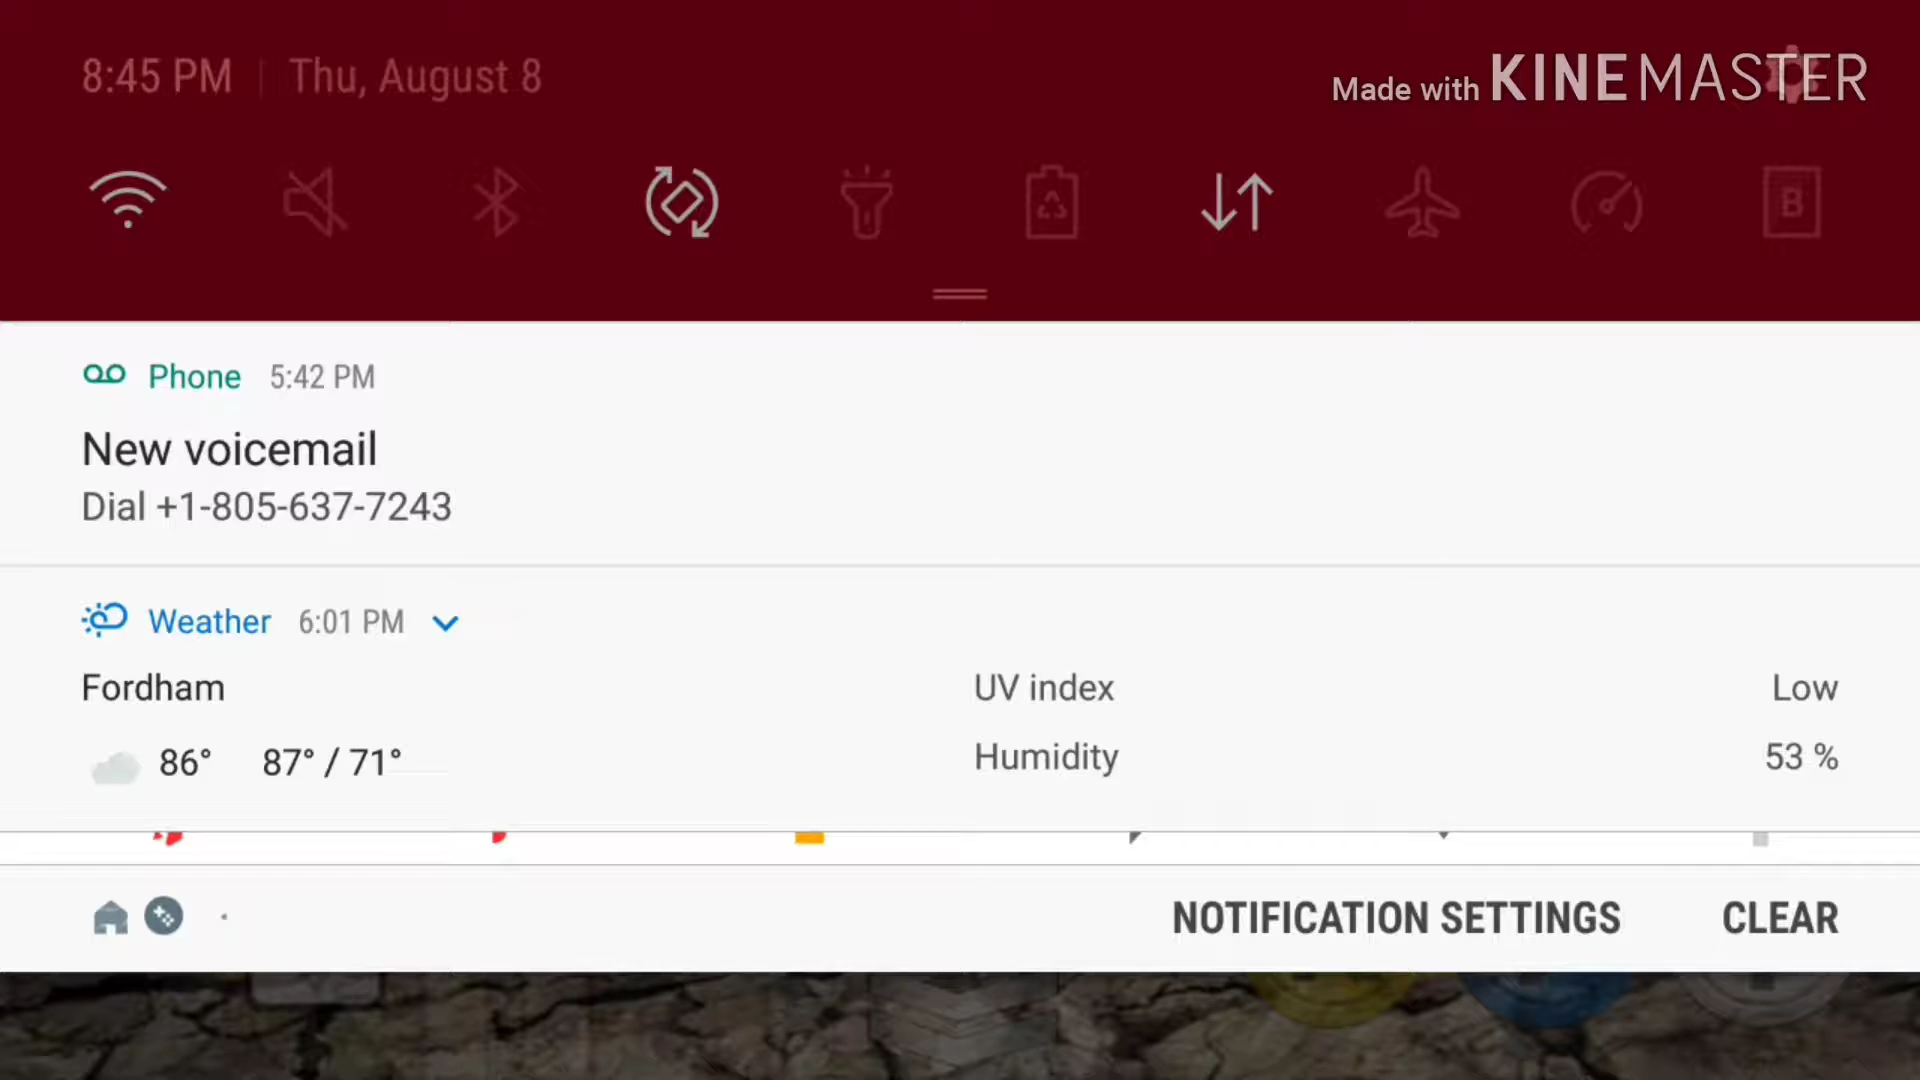 8:45 PM | Thu, August 8
Made with KINEMASTER
B
Phone 5:42 PM
New voicemail
Dial +1-805-637-7243
Weather 6:01 PM
Fordham
86° 87° / 71°
UV index Low
Humidity 53 %
NOTIFICATION SETTINGS CLEAR